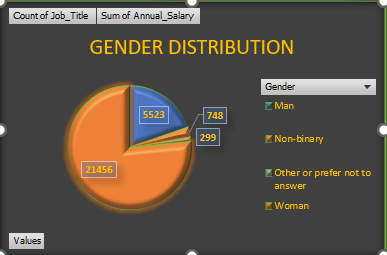 Count of Job_Title Sum of Annual_Salary
GENDER DISTRIBUTION
Gender
5523
748
299
21456
Man
Non-binary
Other or prefer not to
answer
Woman
Values